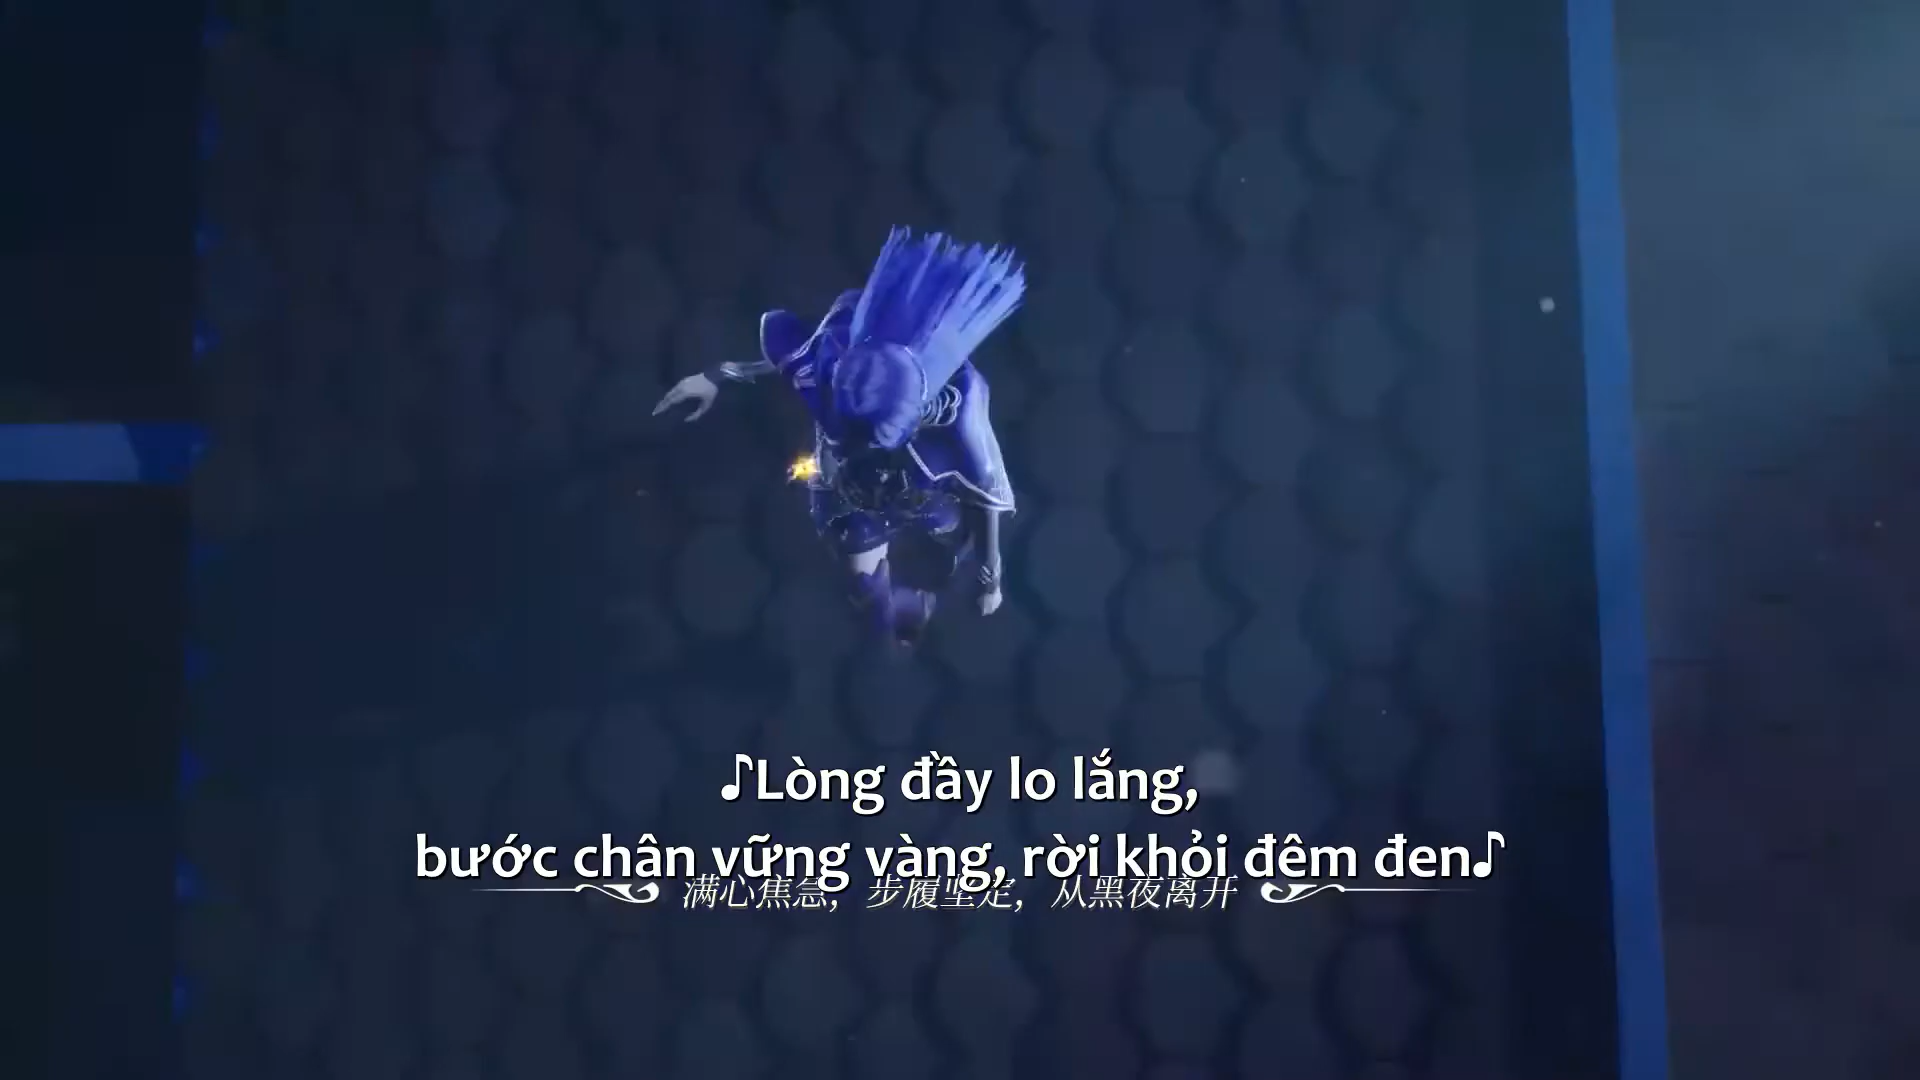 ♪Lòng đầy lo lắng,
bước chân vững vàng, rời khỏi đêm đen♪
满心焦急，步履坚定，从黑夜离开